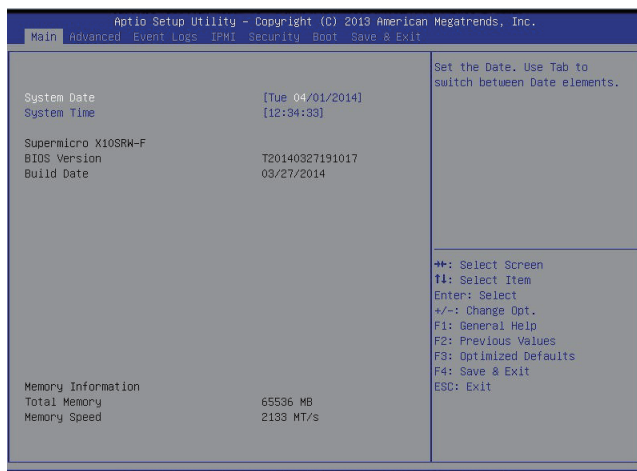 Aptio Setup Utility – Copyright (C) 2013 American Megatrends, Inc.
Main Advanced Event Logs IPMI Security Boot Save & Exit
Set the Date. Use Tab to
switch between Date elements.
System Date [Tue 04/01/2014]
System Time [12:34:33]
Supermicro X10SRW-F
BIOS Version T20140327191017
Build Date 03/27/2014
Memory Information
Total Memory 65536 MB
Memory Speed 2133 MT/s
→←: Select Screen
↑↓: Select Item
Enter: Select
+/-: Change Opt.
F1: General Help
F2: Previous Values
F3: Optimized Defaults
F4: Save & Exit
ESC: Exit